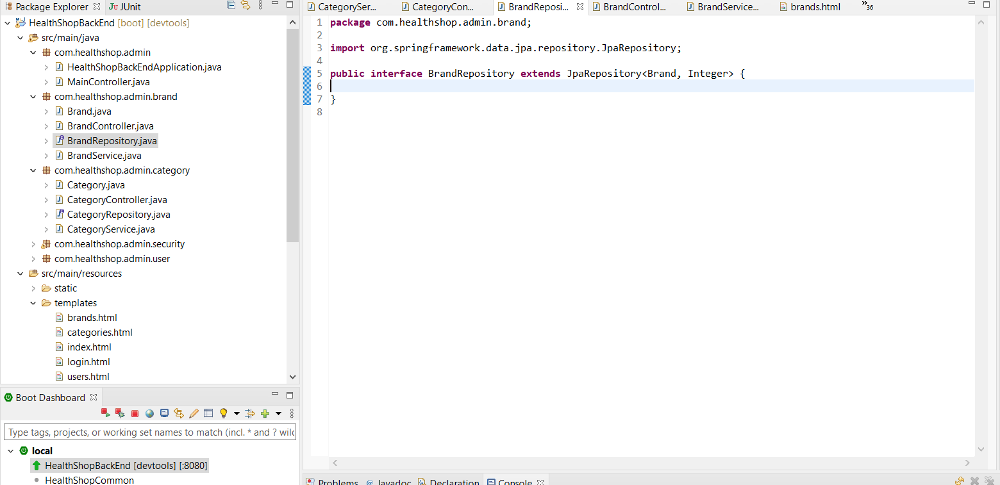 Package Explorer
JUnit
HealthShopBackEnd [boot] [devtools]
src/main/java
com.healthshop.admin
HealthShopBackEndApplication.java
MainController.java
com.healthshop.admin.brand
Brand.java
BrandController.java
BrandRepository.java
BrandService.java
com.healthshop.admin.category
Category.java
CategoryController.java
CategoryRepository.java
CategoryService.java
com.healthshop.admin.security
com.healthshop.admin.user
src/main/resources
static
templates
brands.html
categories.html
index.html
login.html
users.html
Boot Dashboard
Type tags, projects, or working set names to match (incl. * and ? wil
local
HealthShopBackEnd [devtools] [:8080]
HealthShopCommon
CategorySer...
CategoryCon...
BrandReposi...
BrandControl...
BrandService...
brands.html
»36
1 package com.healthshop.admin.brand;
2
3 import org.springframework.data.jpa.repository.JpaRepository;
4
5 public interface BrandRepository extends JpaRepository<Brand, Integer> {
6
7 }
8
Problems
@ Javadoc
Declaration
Console